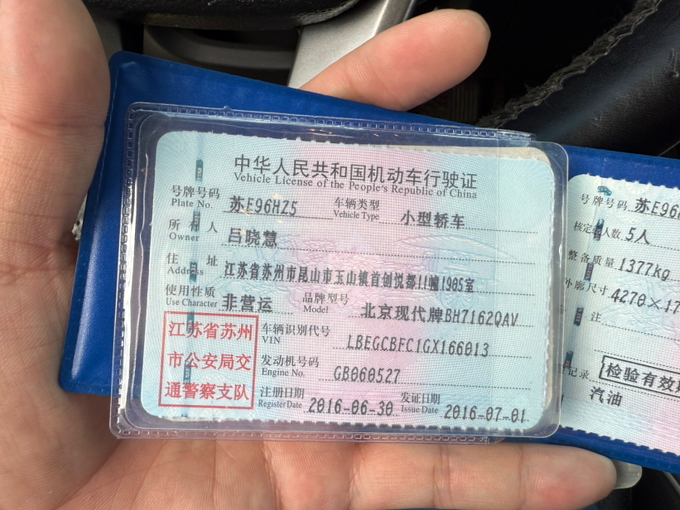 中华人民共和国机动车行驶证
Vehicle License of the People's Republic of China
号牌号码 苏E96HZ5 车辆类型 小型轿车
Plate No. Vehicle Type
所有人 吕晓慧
Owner
住址 江苏省苏州市昆山市玉山镇首创悦都11幢1905室
Address
使用性质 非营运 品牌型号 北京现代牌BH7162QAV
Use Character Model
江苏省苏州
市公安局交
通警察支队
车辆识别代号 LBEGCBFC1GX166013
VIN
发动机号码 GB060527
Engine No.
注册日期 2016-06-30 发证日期 2016-07-01
Register Date Issue Date
号牌号码 苏E96
核定 人数 5人
整备质量 1377kg
外廓尺寸 4270×17
注
记录 检验有效
汽油